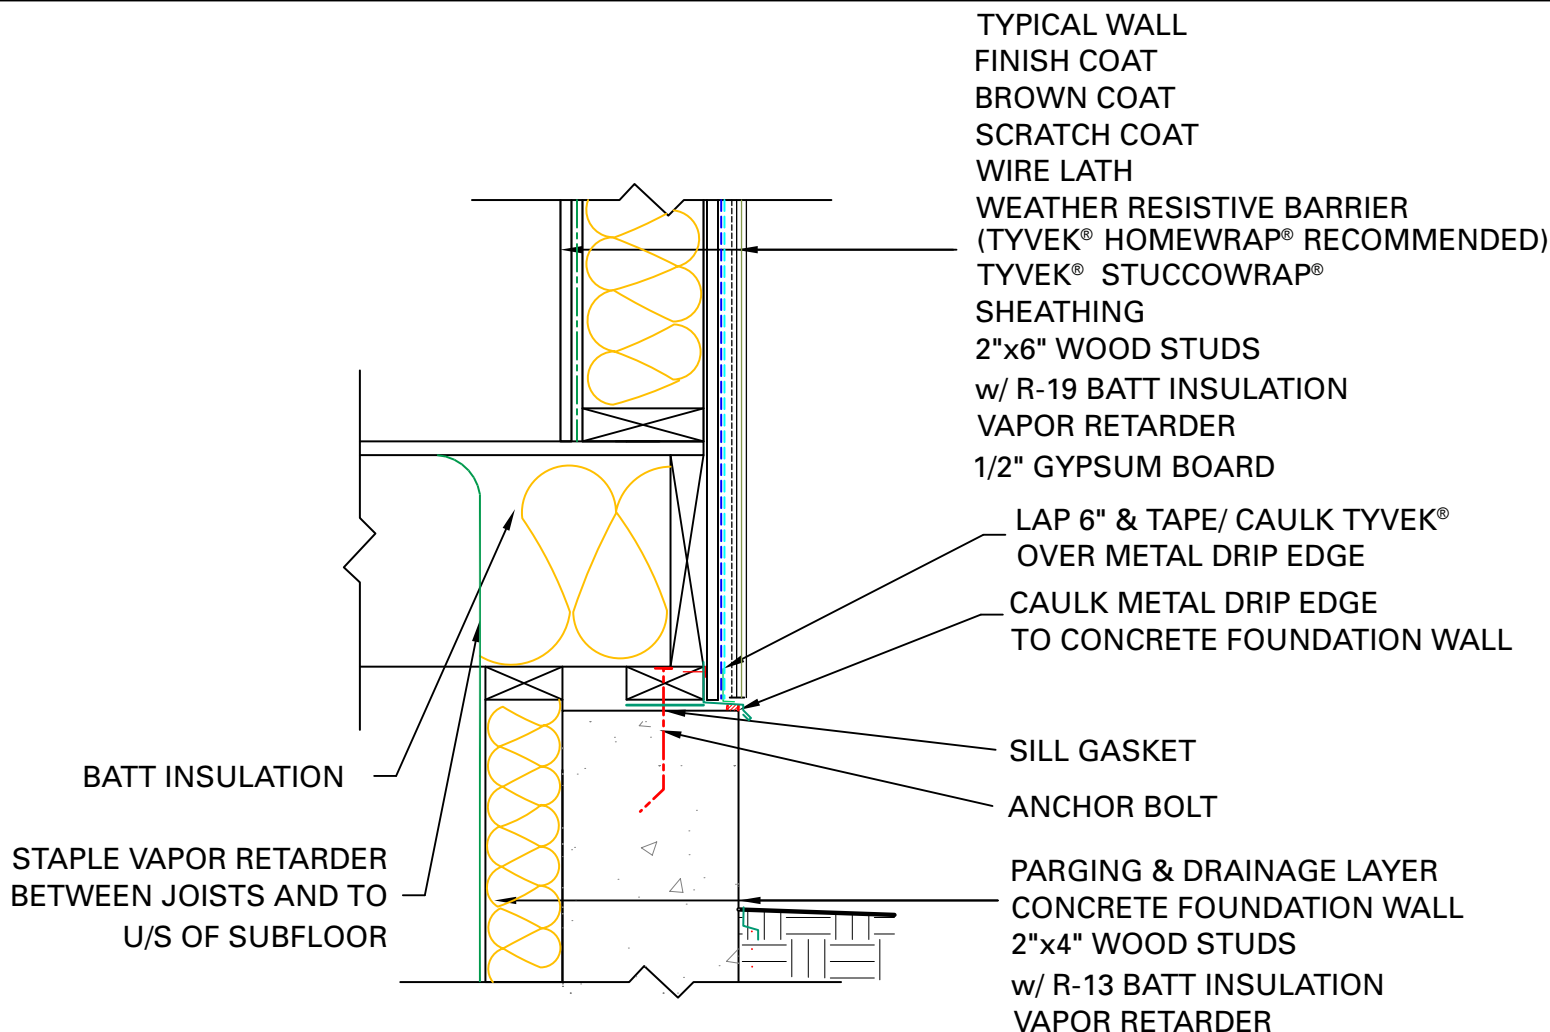 TYPICAL WALL
FINISH COAT
BROWN COAT
SCRATCH COAT
WIRE LATH
WEATHER RESISTIVE BARRIER
(TYVEK® HOMEWRAP® RECOMMENDED)
TYVEK® STUCCOWRAP®
SHEATHING
2"x6" WOOD STUDS
w/ R-19 BATT INSULATION
VAPOR RETARDER
1/2" GYPSUM BOARD
LAP 6" & TAPE/ CAULK TYVEK®
OVER METAL DRIP EDGE
CAULK METAL DRIP EDGE
TO CONCRETE FOUNDATION WALL
SILL GASKET
ANCHOR BOLT
PARGING & DRAINAGE LAYER
CONCRETE FOUNDATION WALL
2"x4" WOOD STUDS
w/ R-13 BATT INSULATION
VAPOR RETARDER
BATT INSULATION
STAPLE VAPOR RETARDER
BETWEEN JOISTS AND TO
U/S OF SUBFLOOR